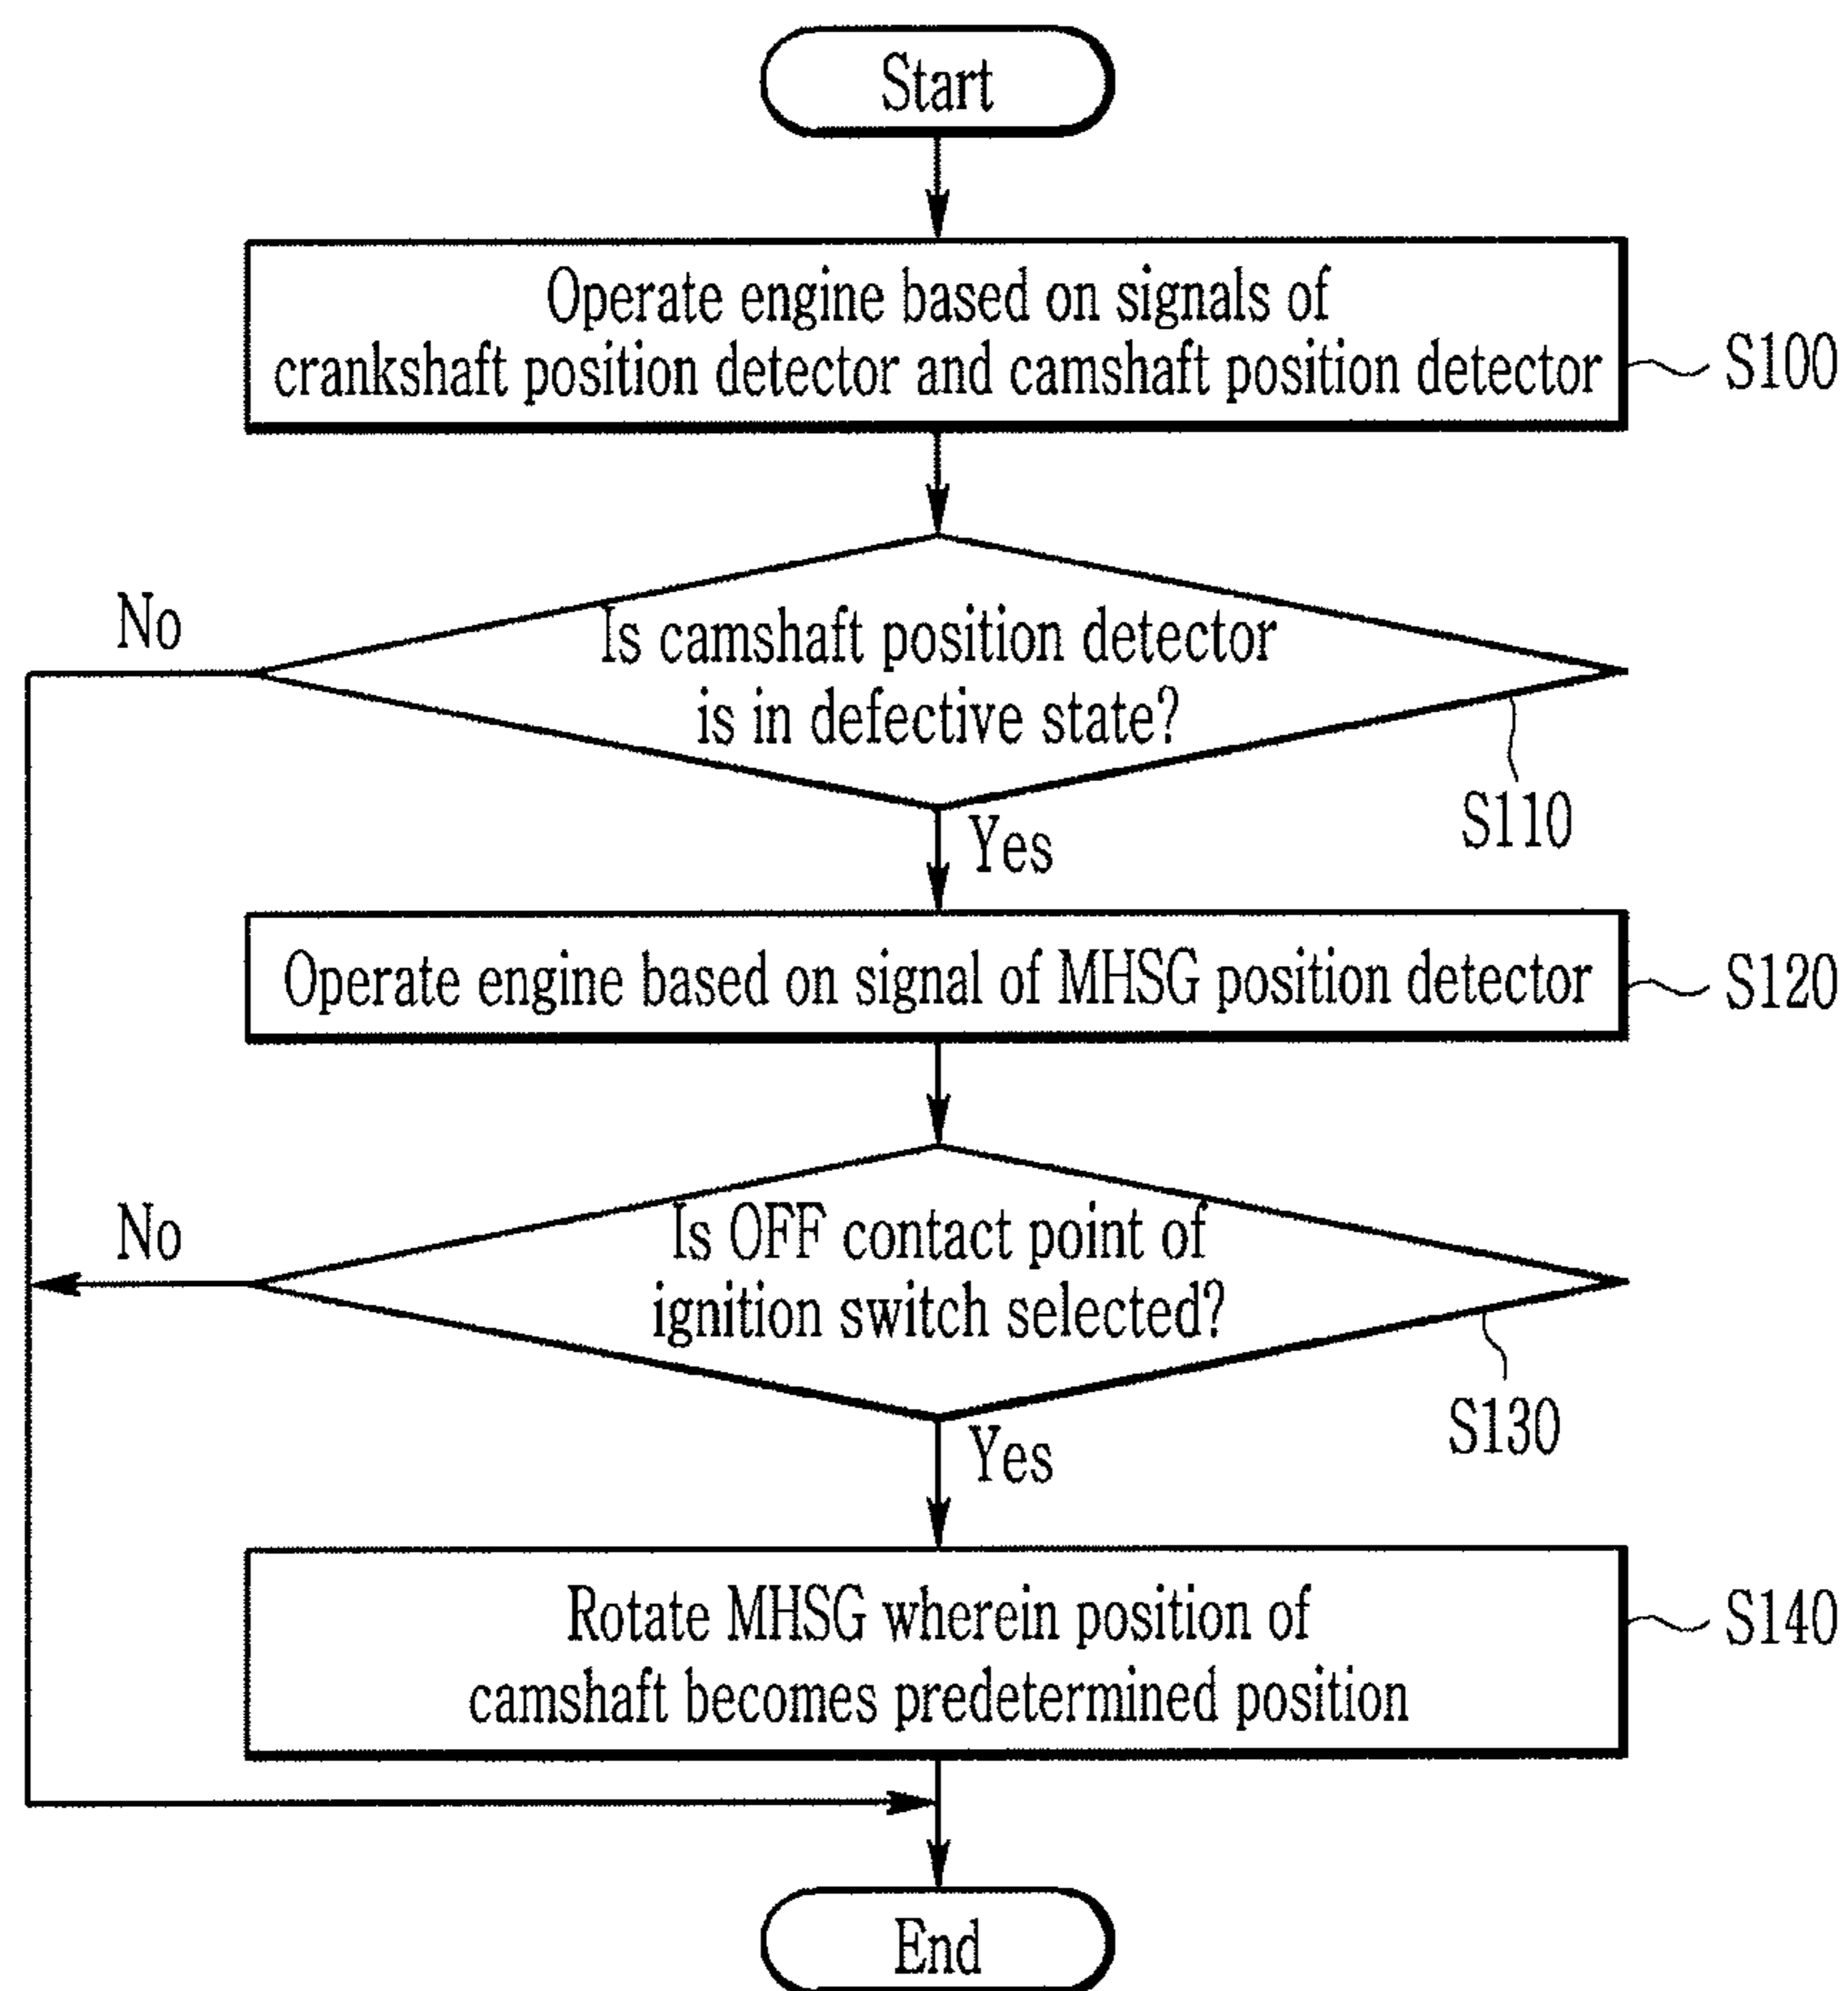 Start
Operate engine based on signals of
crankshaft position detector and camshaft position detector
S100
No
Is camshaft position detector
is in defective state?
S110
Yes
Operate engine based on signal of MHSG position detector
S120
No
Is OFF contact point of
ignition switch selected?
S130
Yes
Rotate MHSG wherein position of
camshaft becomes predetermined position
S140
End